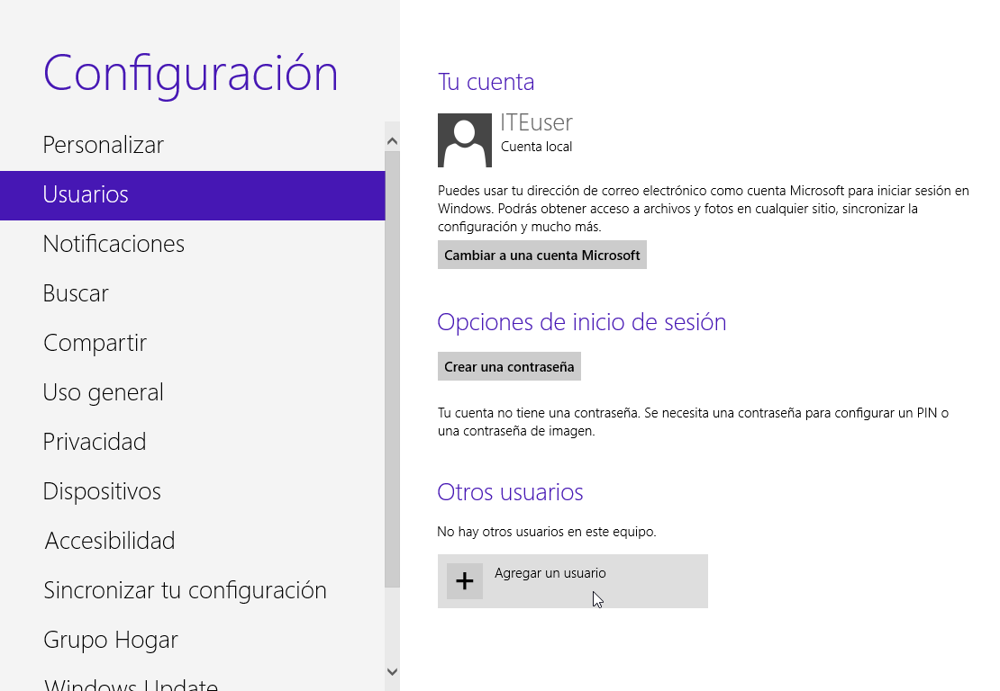 Configuración
Personalizar
Usuarios
Notificaciones
Buscar
Compartir
Uso general
Privacidad
Dispositivos
Accesibilidad
Sincronizar tu configuración
Grupo Hogar
Windows Update
Tu cuenta
ITEuser
Cuenta local
Puedes usar tu dirección de correo electrónico como cuenta Microsoft para iniciar sesión en
Windows. Podrás obtener acceso a archivos y fotos en cualquier sitio, sincronizar la
configuración y mucho más.
Cambiar a una cuenta Microsoft
Opciones de inicio de sesión
Crear una contraseña
Tu cuenta no tiene una contraseña. Se necesita una contraseña para configurar un PIN o
una contraseña de imagen.
Otros usuarios
No hay otros usuarios en este equipo.
Agregar un usuario